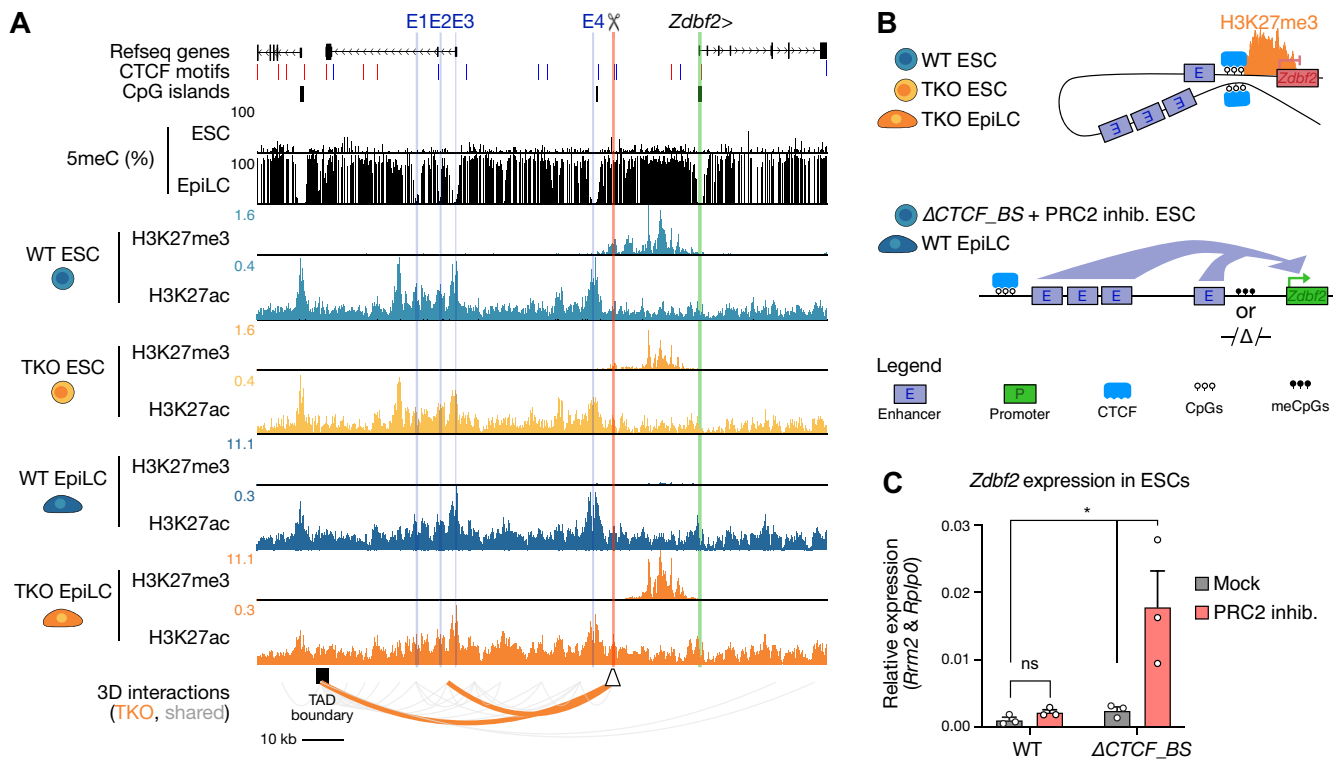 A
E1E2E3
E4
Zdbf2>
Refseq genes
CTCF motifs
CpG islands
5meC (%)
100
ESC
100
EpiLC
WT ESC
1.6
H3K27me3
0.4
H3K27ac
TKO ESC
1.6
H3K27me3
0.4
H3K27ac
WT EpiLC
11.1
H3K27me3
0.3
H3K27ac
TKO EpiLC
11.1
H3K27me3
0.3
H3K27ac
3D interactions
(TKO, shared)
TAD
boundary
10 kb
B
WT ESC
TKO ESC
TKO EpiLC
H3K27me3
E
Zdbf2
E
E
E
ΔCTCF_BS + PRC2 inhib. ESC
WT EpiLC
E
E
E
E
Zdbf2
or
–/Δ/–
Legend
E
Enhancer
P
Promoter
CTCF
CpGs
meCpGs
C
Zdbf2 expression in ESCs
Relative expression
(Rrm2 & Rplp0)
0.03
0.02
0.01
0.00
ns
*
WT
ΔCTCF_BS
Mock
PRC2 inhib.